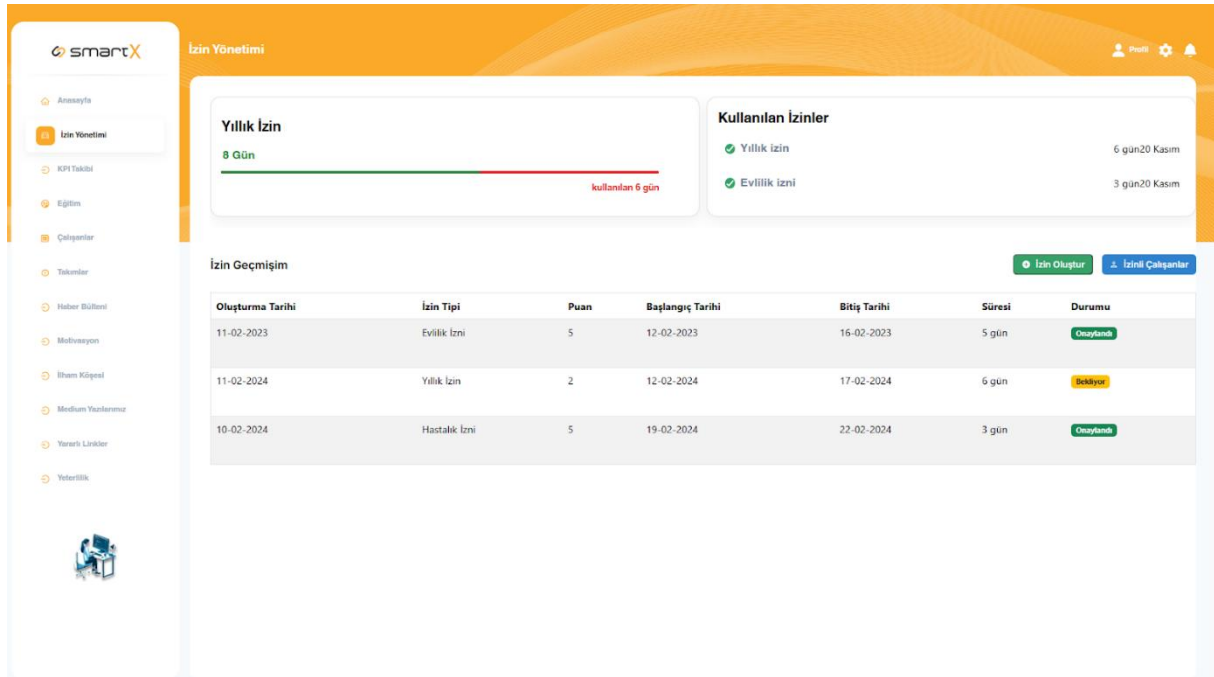 smartX
İzin Yönetimi
Profil
Anasayfa
İzin Yönetimi
KPI Takibi
Eğitim
Çalışanlar
Takımlar
Haber Bülteni
Motivasyon
İlham Köşesi
Medium Yazılarımız
Yararlı Linkler
Yeterlilik
Yıllık İzin
8 Gün
kullanılan 6 gün
Kullanılan İzinler
Yıllık izin 6 gün20 Kasım
Evlilik izni 3 gün20 Kasım
İzin Geçmişim
İzin Oluştur
İzinli Çalışanlar
Oluşturma Tarihi İzin Tipi Puan Başlangıç Tarihi Bitiş Tarihi Süresi Durumu
11-02-2023 Evlilik İzni 5 12-02-2023 16-02-2023 5 gün Onaylandı
11-02-2024 Yıllık İzin 2 12-02-2024 17-02-2024 6 gün Bekliyor
10-02-2024 Hastalık İzni 5 19-02-2024 22-02-2024 3 gün Onaylandı